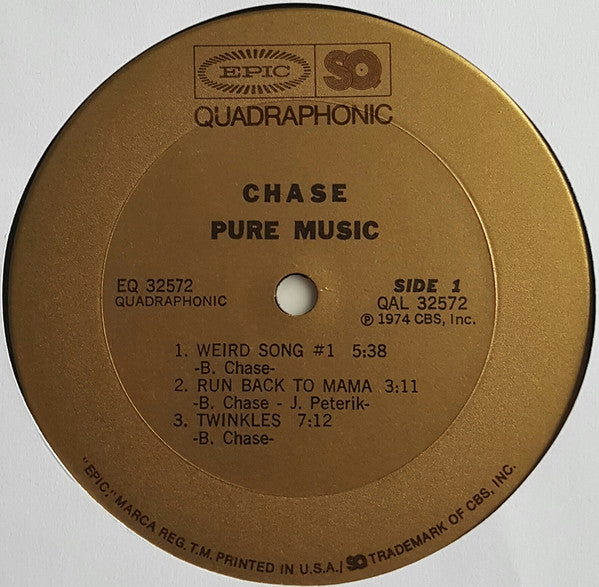 EPIC SQ
QUADRAPHONIC
CHASE
PURE MUSIC
EQ 32572
QUADRAPHONIC
SIDE 1
QAL 32572
℗ 1974 CBS, Inc.
1. WEIRD SONG #1 5:38
-B. Chase-
2. RUN BACK TO MAMA 3:11
-B. Chase - J. Peterik-
3. TWINKLES 7:12
-B. Chase-
"EPIC," MARCA REG. T.M. PRINTED IN U.S.A./ SQ TRADEMARK OF CBS, INC.